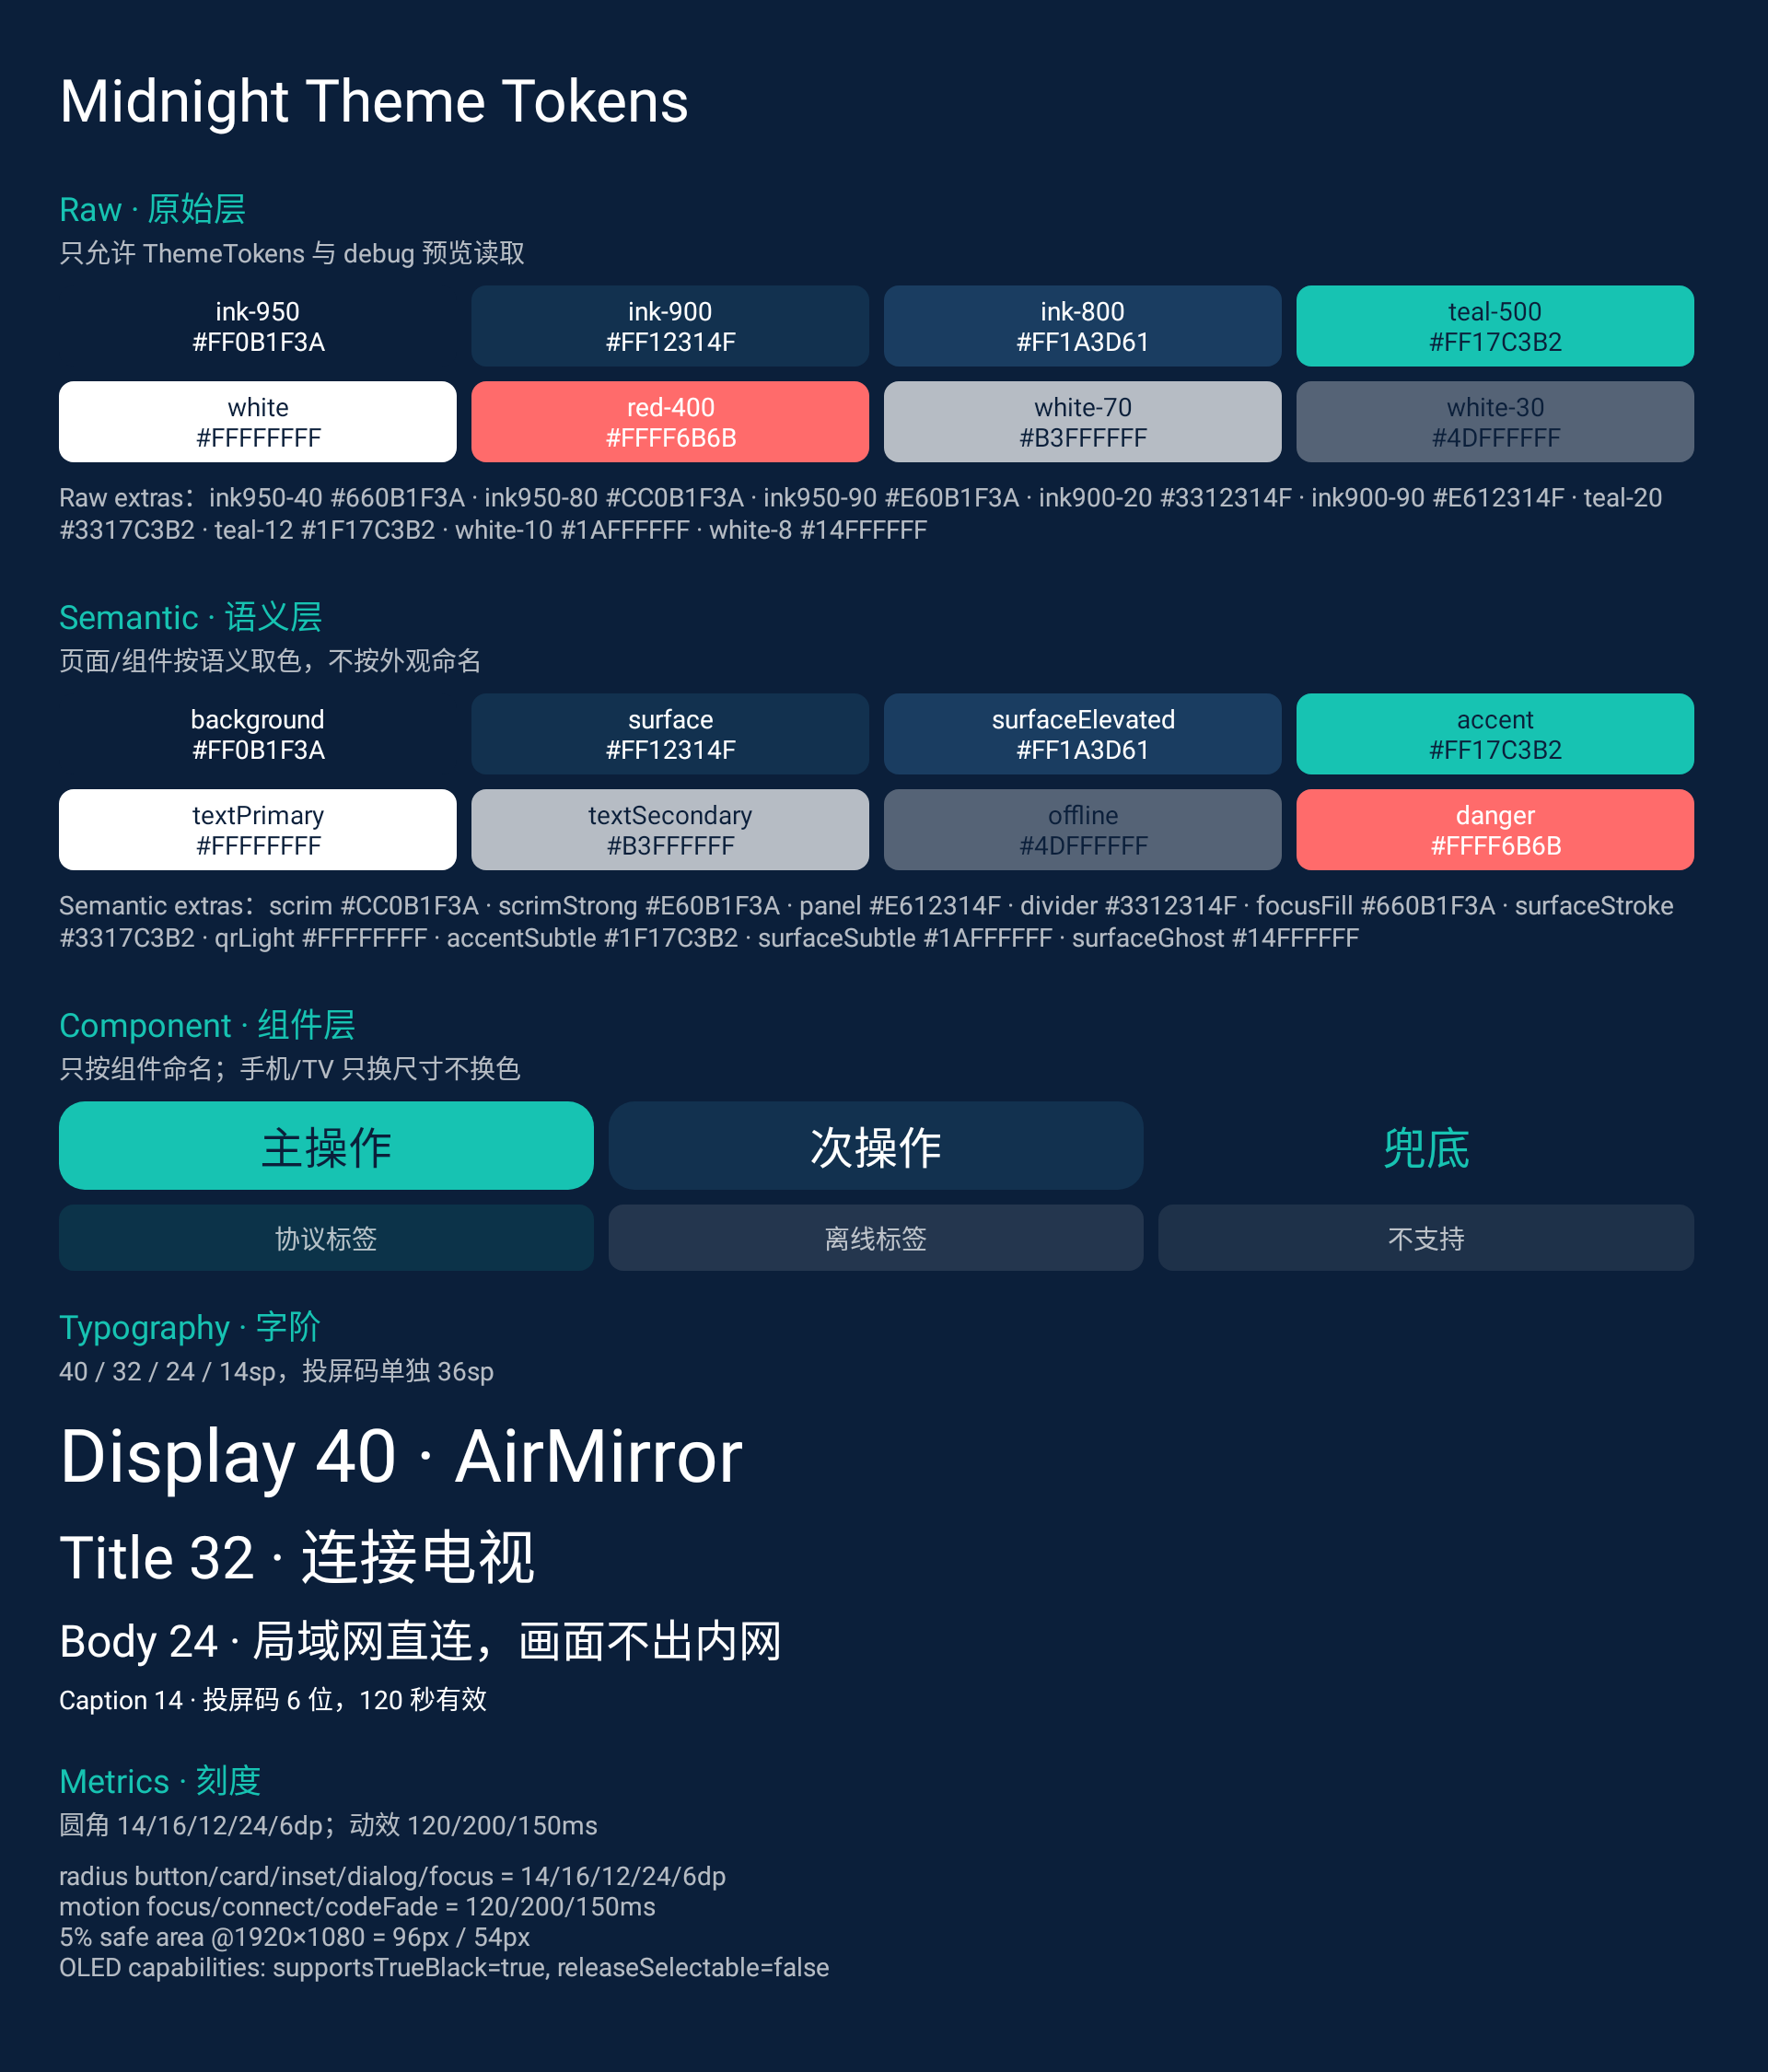 Midnight Theme Tokens
Raw · 原始层
只允许 ThemeTokens 与 debug 预览读取
ink-950
#FF0B1F3A
ink-900
#FF12314F
ink-800
#FF1A3D61
teal-500
#FF17C3B2
white
#FFFFFFFF
red-400
#FFFF6B6B
white-70
#B3FFFFFF
white-30
#4DFFFFFF
Raw extras：ink950-40 #660B1F3A · ink950-80 #CC0B1F3A · ink950-90 #E60B1F3A · ink900-20 #3312314F · ink900-90 #E612314F · teal-20
#3317C3B2 · teal-12 #1F17C3B2 · white-10 #1AFFFFFF · white-8 #14FFFFFF
Semantic · 语义层
页面/组件按语义取色，不按外观命名
background
#FF0B1F3A
surface
#FF12314F
surfaceElevated
#FF1A3D61
accent
#FF17C3B2
textPrimary
#FFFFFFFF
textSecondary
#B3FFFFFF
offline
#4DFFFFFF
danger
#FFFF6B6B
Semantic extras：scrim #CC0B1F3A · scrimStrong #E60B1F3A · panel #E612314F · divider #3312314F · focusFill #660B1F3A · surfaceStroke
#3317C3B2 · qrLight #FFFFFFFF · accentSubtle #1F17C3B2 · surfaceSubtle #1AFFFFFF · surfaceGhost #14FFFFFF
Component · 组件层
只按组件命名；手机/TV 只换尺寸不换色
主操作
次操作
兜底
协议标签
离线标签
不支持
Typography · 字阶
40 / 32 / 24 / 14sp，投屏码单独 36sp
Display 40 · AirMirror
Title 32 · 连接电视
Body 24 · 局域网直连，画面不出内网
Caption 14 · 投屏码 6 位，120 秒有效
Metrics · 刻度
圆角 14/16/12/24/6dp；动效 120/200/150ms
radius button/card/inset/dialog/focus = 14/16/12/24/6dp
motion focus/connect/codeFade = 120/200/150ms
5% safe area @1920×1080 = 96px / 54px
OLED capabilities: supportsTrueBlack=true, releaseSelectable=false